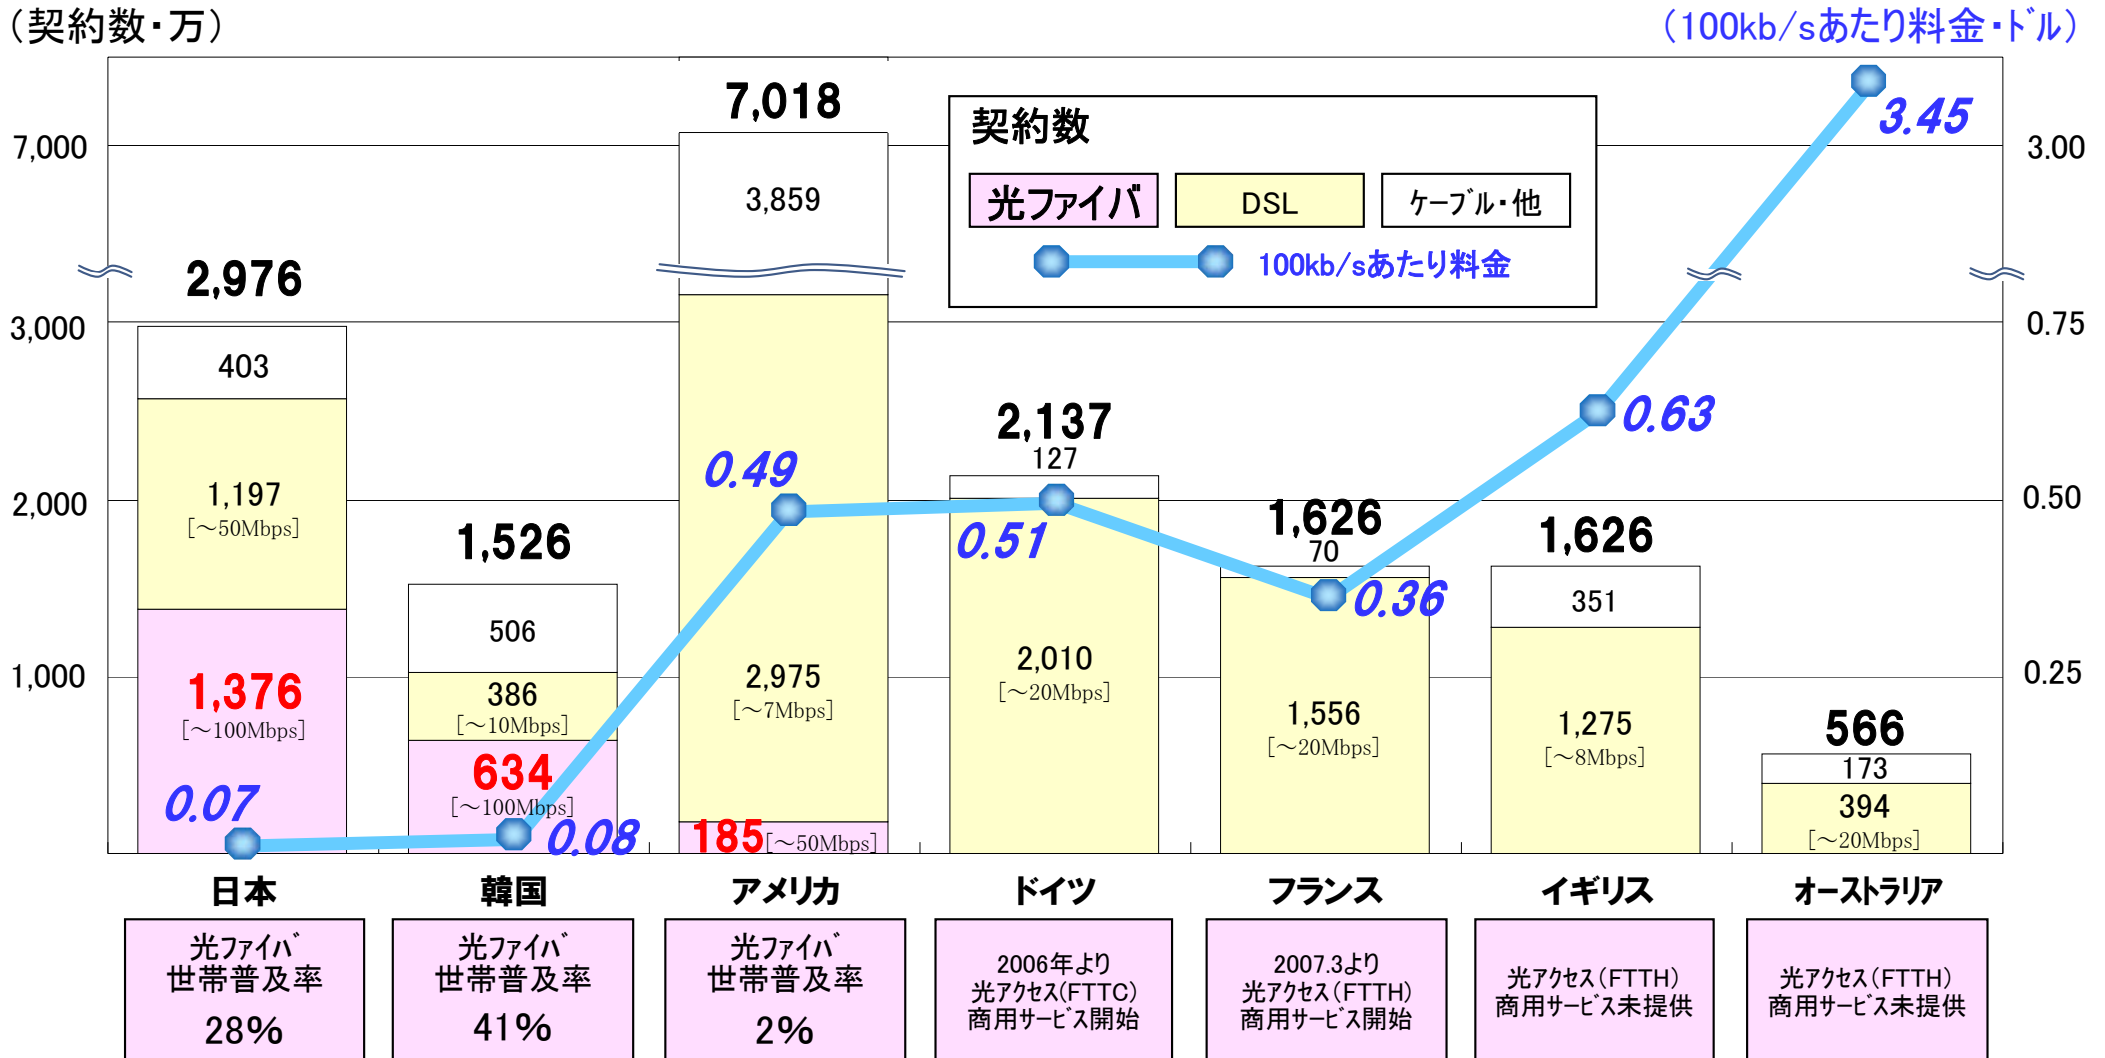 （契約数・万）
（100kb/sあたり料金・ドル）
7,000
3,000
2,000
1,000
3.00
0.75
0.50
0.25
契約数
光ファイバ
DSL
ケーブル・他
100kb/sあたり料金
2,976
403
1,197
[～50Mbps]
1,376
[～100Mbps]
0.07
1,526
506
386
[～10Mbps]
634
[～100Mbps]
0.08
7,018
3,859
0.49
2,975
[～7Mbps]
185[～50Mbps]
2,137
127
0.51
2,010
[～20Mbps]
1,626
70
0.36
1,556
[～20Mbps]
0.63
1,626
351
1,275
[～8Mbps]
3.45
566
173
394
[～20Mbps]
日本
韓国
アメリカ
ドイツ
フランス
イギリス
オーストラリア
光ファイバ
世帯普及率
28%
光ファイバ
世帯普及率
41%
光ファイバ
世帯普及率
2%
2006年より
光アクセス（FTTC）
商用サービス開始
2007.3より
光アクセス（FTTH）
商用サービス開始
光アクセス（FTTH）
商用サービス未提供
光アクセス（FTTH）
商用サービス未提供